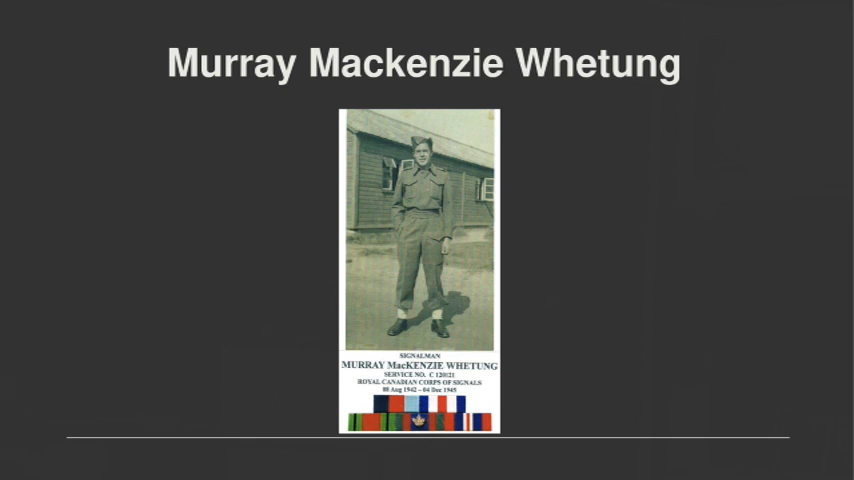 Murray Mackenzie Whetung
SIGNALMAN
MURRAY MacKENZIE WHETUNG
SERVICE NO. C 120121
ROYAL CANADIAN CORPS OF SIGNALS
08 Aug 1942 – 04 Dec 1945